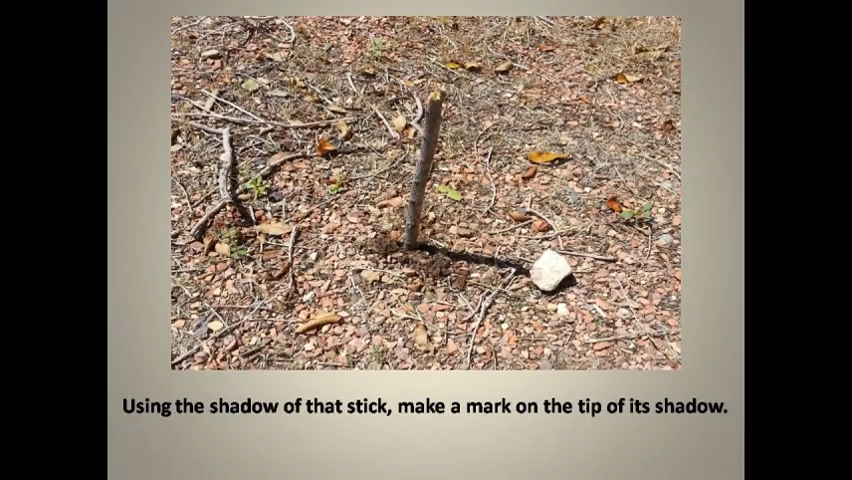 Using the shadow of that stick, make a mark on the tip of its shadow.